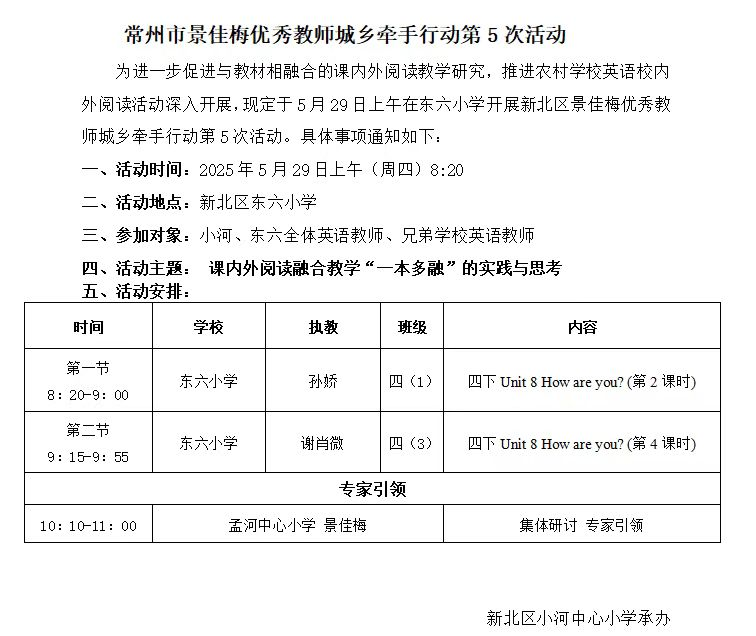 常州市景佳梅优秀教师城乡牵手行动第 5 次活动
为进一步促进与教材相融合的课内外阅读教学研究，推进农村学校英语校内
外阅读活动深入开展，现定于 5 月 29 日上午在东六小学开展新北区景佳梅优秀教
师城乡牵手行动第 5 次活动。具体事项通知如下：
一、活动时间：2025 年 5 月 29 日上午（周四）8:20
二、活动地点：新北区东六小学
三、参加对象：小河、东六全体英语教师、兄弟学校英语教师
四、活动主题： 课内外阅读融合教学“一本多融”的实践与思考
五、活动安排：
时间 学校 执教 班级 内容
第一节
8：20-9：00 东六小学 孙娇 四（1） 四下 Unit 8 How are you? (第 2 课时)
第二节
9：15-9：55 东六小学 谢肖微 四（3） 四下 Unit 8 How are you? (第 4 课时)
专家引领
10：10-11：00 孟河中心小学 景佳梅 集体研讨 专家引领
新北区小河中心小学承办